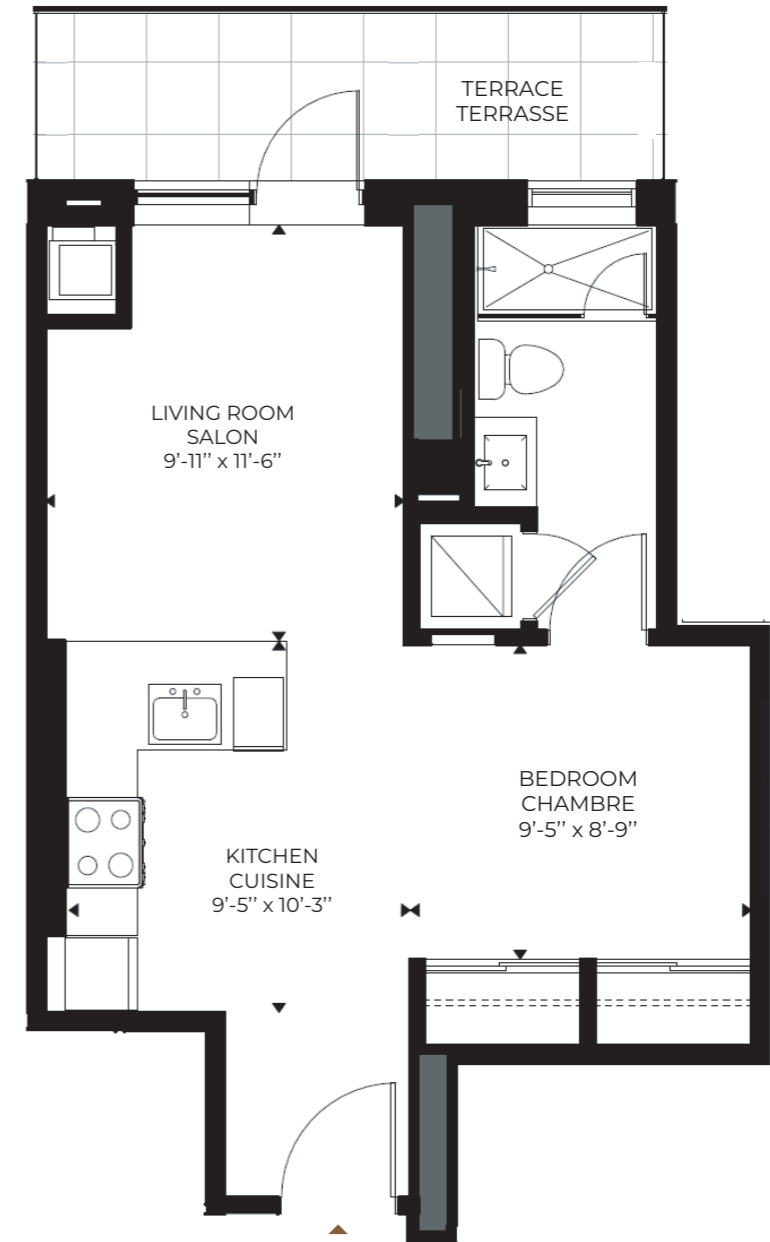 TERRACE
TERRASSE
LIVING ROOM
SALON
9'-11'' x 11'-6''
BEDROOM
CHAMBRE
9'-5'' x 8'-9''
KITCHEN
CUISINE
9'-5'' x 10'-3''